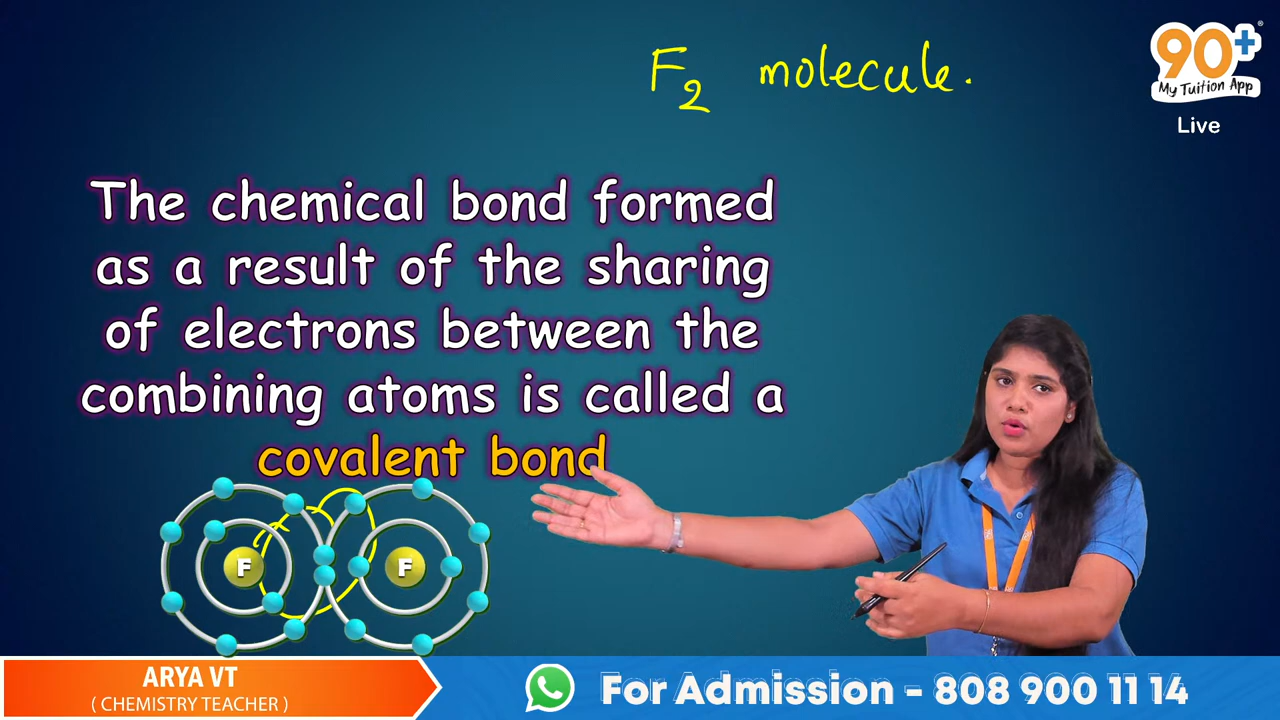 F2 molecule.
90+
My Tuition App
Live
The chemical bond formed
as a result of the sharing
of electrons between the
combining atoms is called a
covalent bond
F
F
ARYA VT
( CHEMISTRY TEACHER )
For Admission - 808 900 11 14